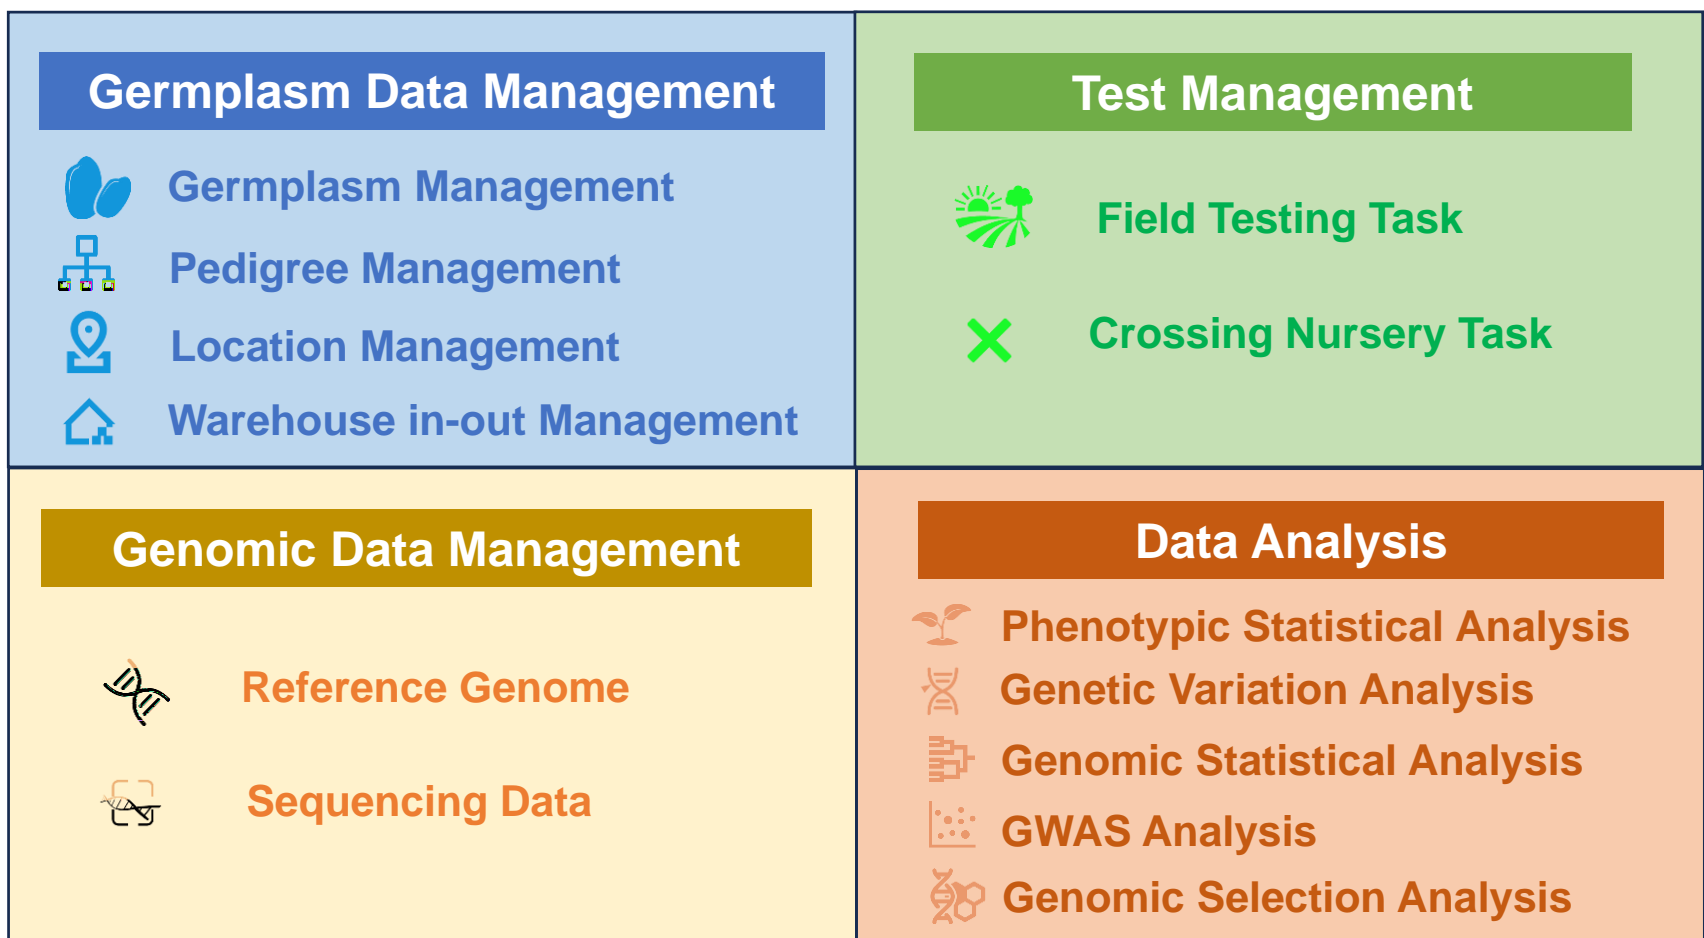 Germplasm Data Management
Germplasm Management
Pedigree Management
Location Management
Warehouse in-out Management
Test Management
Field Testing Task
Crossing Nursery Task
Genomic Data Management
Reference Genome
Sequencing Data
Data Analysis
Phenotypic Statistical Analysis
Genetic Variation Analysis
Genomic Statistical Analysis
GWAS Analysis
Genomic Selection Analysis